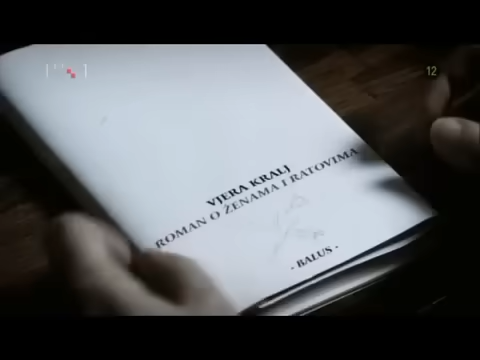 12
VJERA KRALJ
ROMAN O ŽENAMA I RATOVIMA
- BALUS -